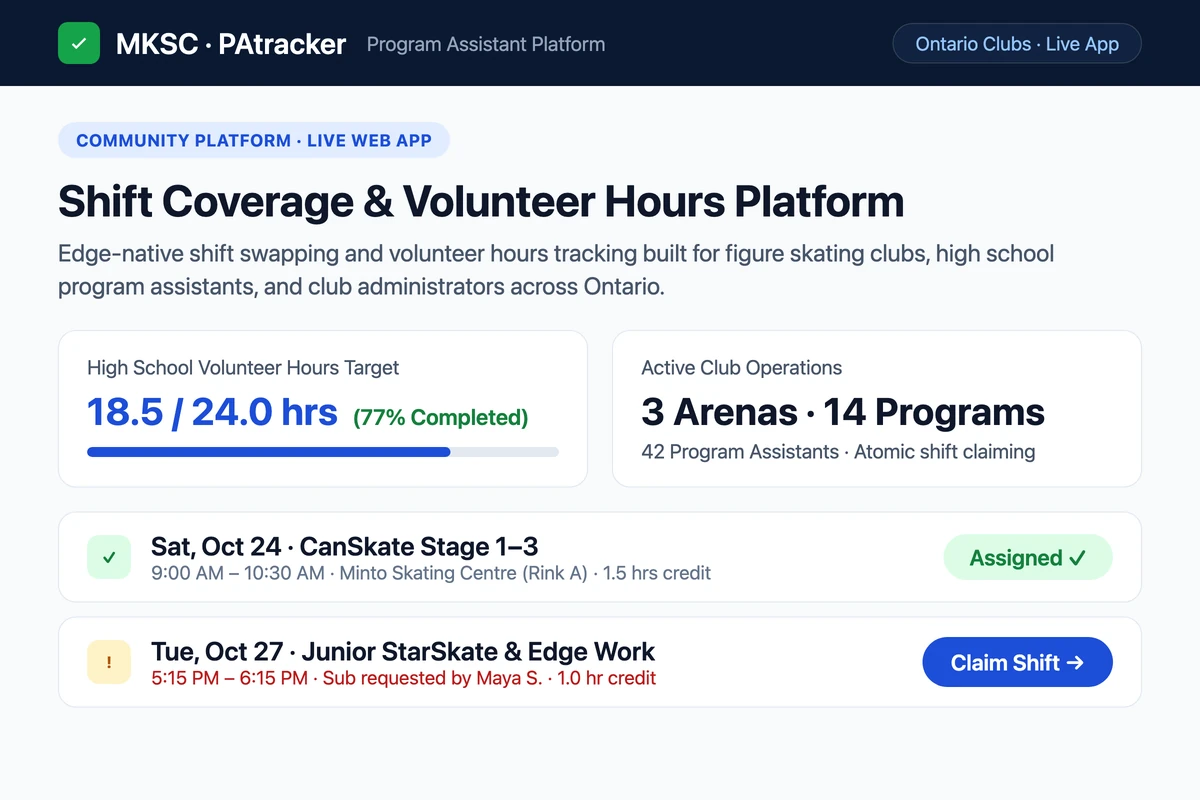 MKSC · PAtracker Program Assistant Platform
Ontario Clubs · Live App
COMMUNITY PLATFORM · LIVE WEB APP
Shift Coverage & Volunteer Hours Platform
Edge-native shift swapping and volunteer hours tracking built for figure skating clubs, high school
program assistants, and club administrators across Ontario.
High School Volunteer Hours Target
18.5 / 24.0 hrs (77% Completed)
Active Club Operations
3 Arenas · 14 Programs
42 Program Assistants · Atomic shift claiming
Sat, Oct 24 · CanSkate Stage 1–3
9:00 AM – 10:30 AM · Minto Skating Centre (Rink A) · 1.5 hrs credit
Assigned ✓
!
Tue, Oct 27 · Junior StarSkate & Edge Work
5:15 PM – 6:15 PM · Sub requested by Maya S. · 1.0 hr credit
Claim Shift →